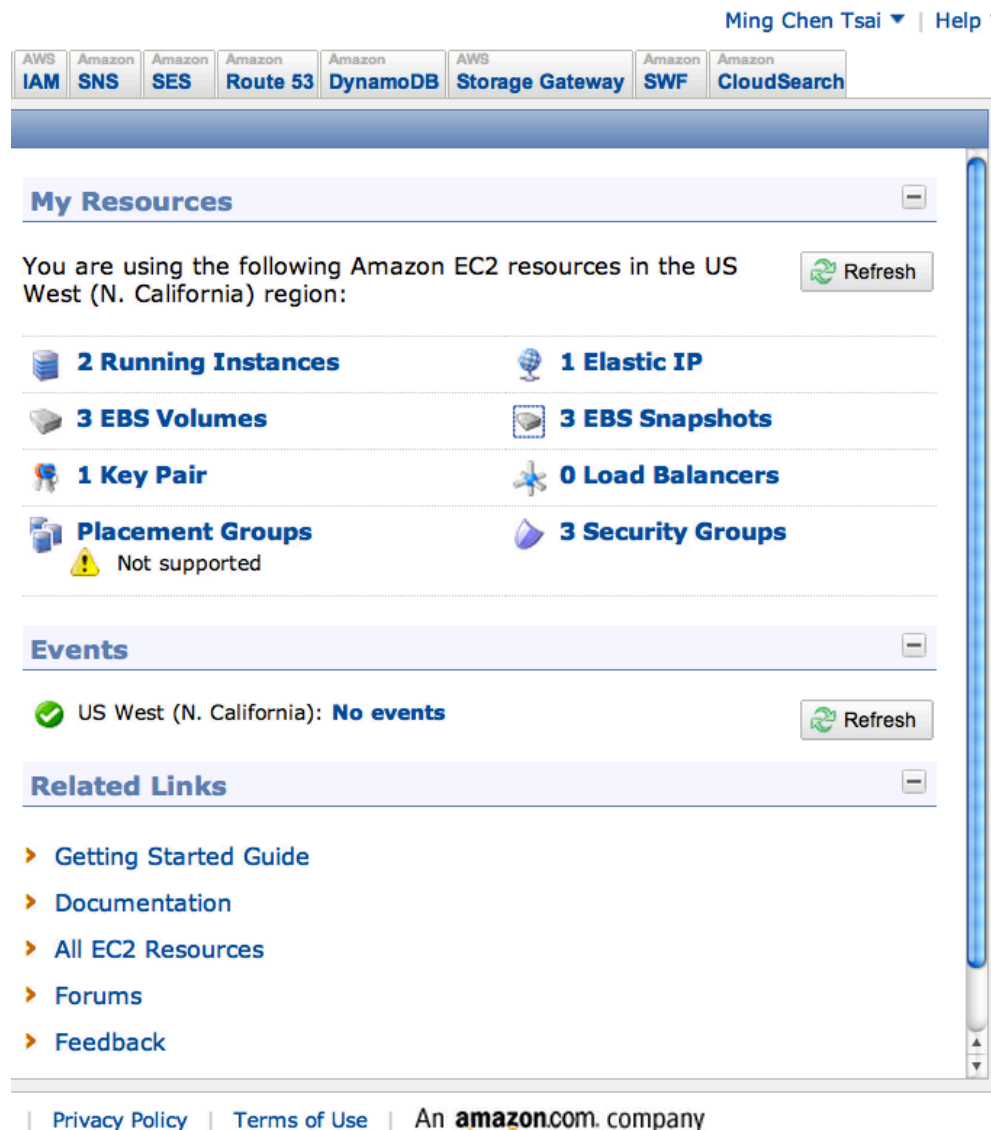 Ming Chen Tsai ▼ | Help
AWS Amazon Amazon Amazon Amazon AWS Amazon Amazon
IAM SNS SES Route 53 DynamoDB Storage Gateway SWF CloudSearch
My Resources
You are using the following Amazon EC2 resources in the US
West (N. California) region:
Refresh
2 Running Instances
1 Elastic IP
3 EBS Volumes
3 EBS Snapshots
1 Key Pair
0 Load Balancers
Placement Groups
Not supported
3 Security Groups
Events
US West (N. California): No events
Refresh
Related Links
Getting Started Guide
Documentation
All EC2 Resources
Forums
Feedback
| Privacy Policy | Terms of Use | An amazon.com. company